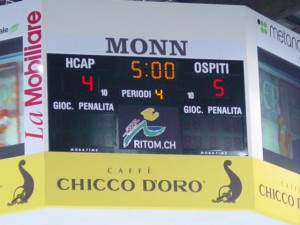 La Mobiliare
MONN
HCAP 5:00 OSPITI
4 10 PERIODI 4 10 5
GIOC. PENALITA GIOC. PENALITA
RITOM.CH
CAFFÈ
CHICCO D'ORO